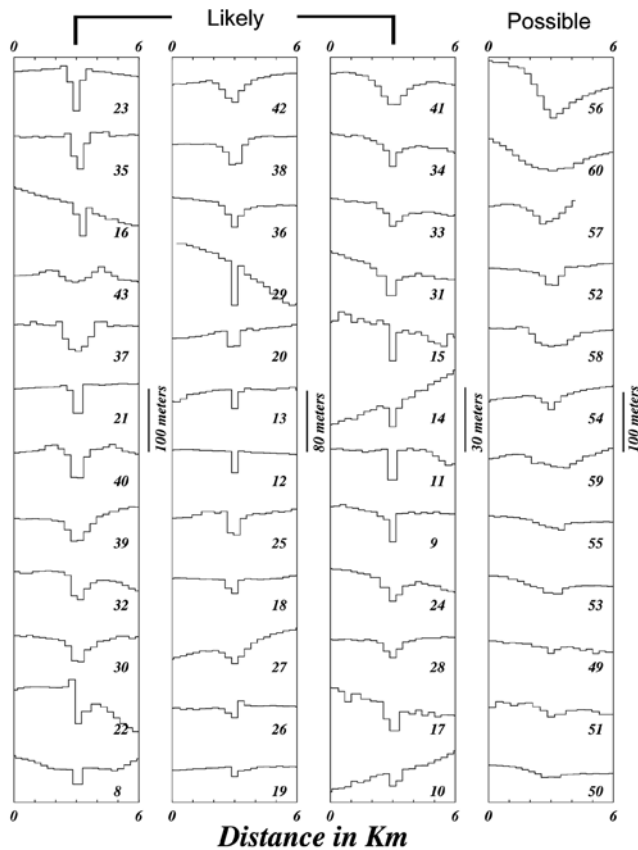 Likely Possible
0 6 0 6 0 6 0 6
23 42 41 56
35 38 34 60
16 36 33 57
43 29 31 52
37 20 15 58
21 13 14 54
100 meters 80 meters 30 meters 100 meters
40 12 11 59
39 25 9 55
32 18 24 53
30 27 28 49
22 26 17 51
8 19 10 50
0 6 0 6 0 6 0 6
Distance in Km